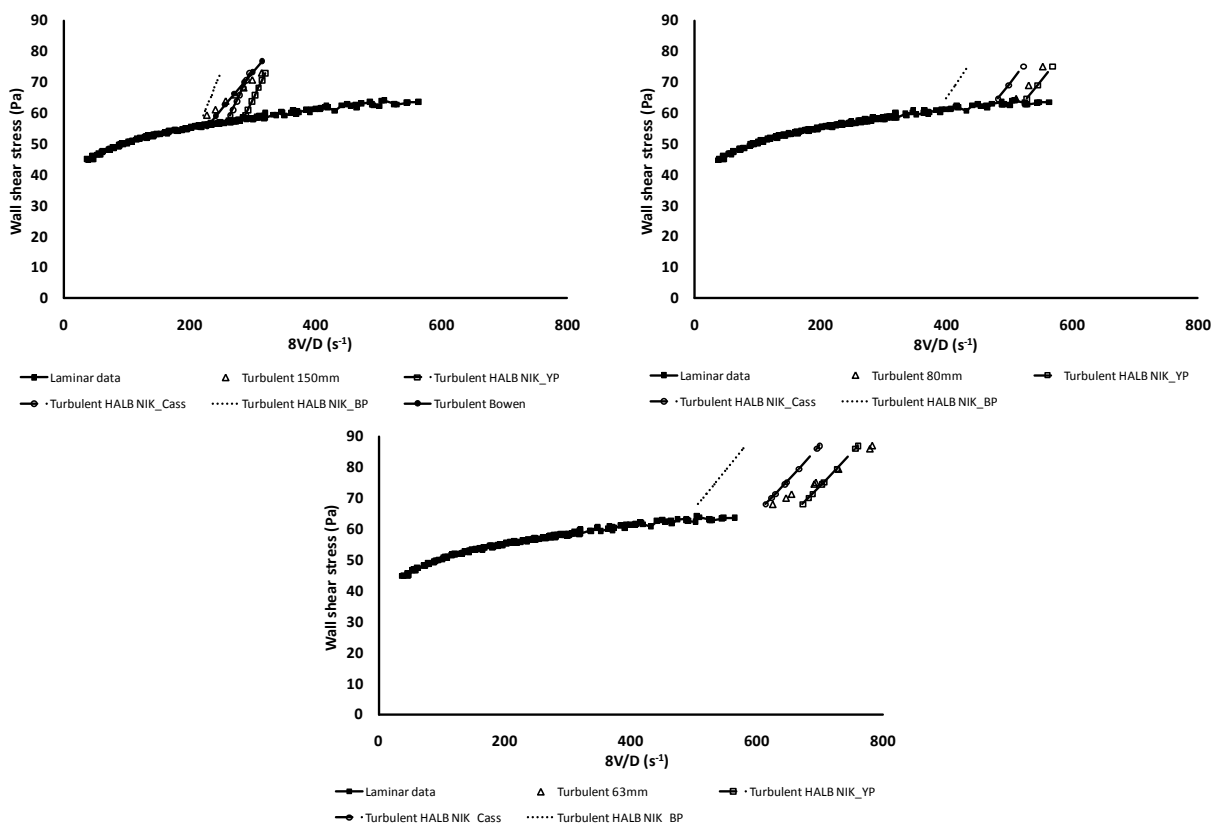 90
80
70
60
50
40
30
20
10
0
Wall shear stress (Pa)
0 200 400 600 800
8V/D (s⁻¹)
Laminar data Turbulent 150mm Turbulent HALB NIK_YP
Turbulent HALB NIK_Cass Turbulent HALB NIK_BP Turbulent Bowen
90
80
70
60
50
40
30
20
10
0
Wall shear stress (Pa)
0 200 400 600 800
8V/D (s⁻¹)
Laminar data Turbulent 80mm Turbulent HALB NIK_YP
Turbulent HALB NIK_Cass Turbulent HALB NIK_BP
90
80
70
60
50
40
30
20
10
0
Wall shear stress (Pa)
0 200 400 600 800
8V/D (s⁻¹)
Laminar data Turbulent 63mm Turbulent HALB NIK_YP
Turbulent HALB NIK_Cass Turbulent HALB NIK_BP